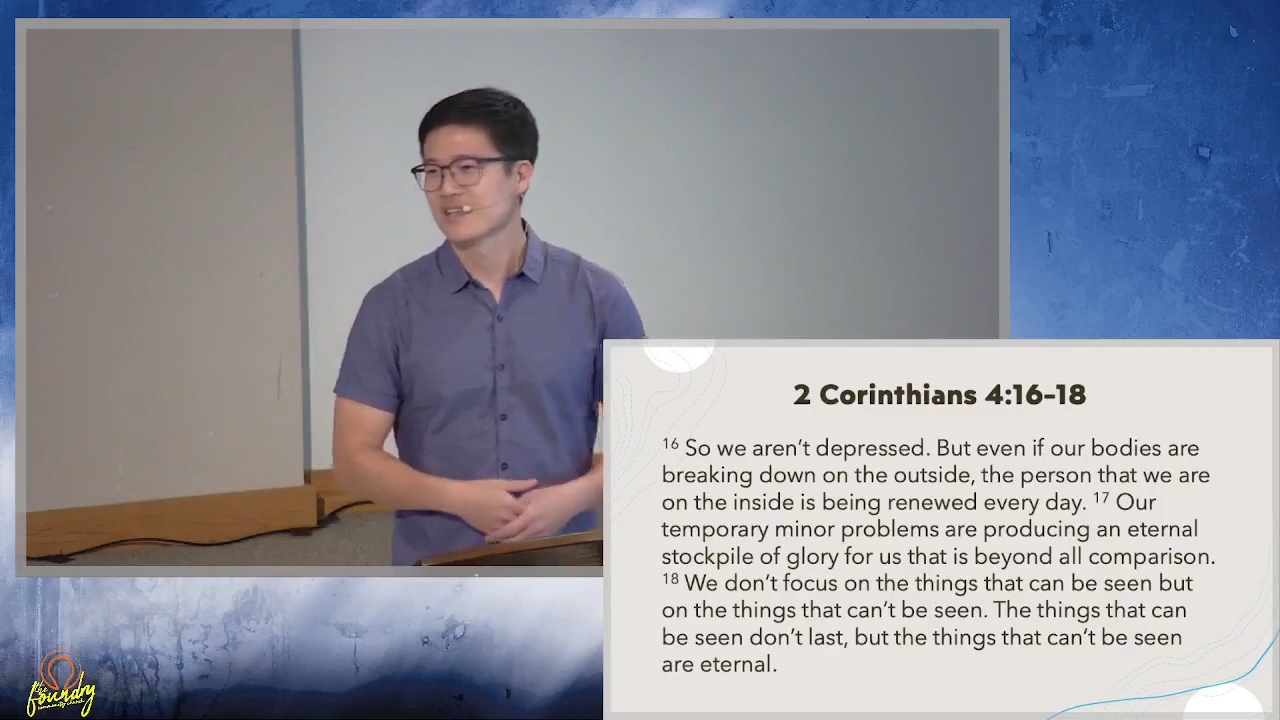 2 Corinthians 4:16-18
16 So we aren't depressed. But even if our bodies are
breaking down on the outside, the person that we are
on the inside is being renewed every day. 17 Our
temporary minor problems are producing an eternal
stockpile of glory for us that is beyond all comparison.
18 We don't focus on the things that can be seen but
on the things that can't be seen. The things that can
be seen don't last, but the things that can't be seen
are eternal.
the
foundry
community church